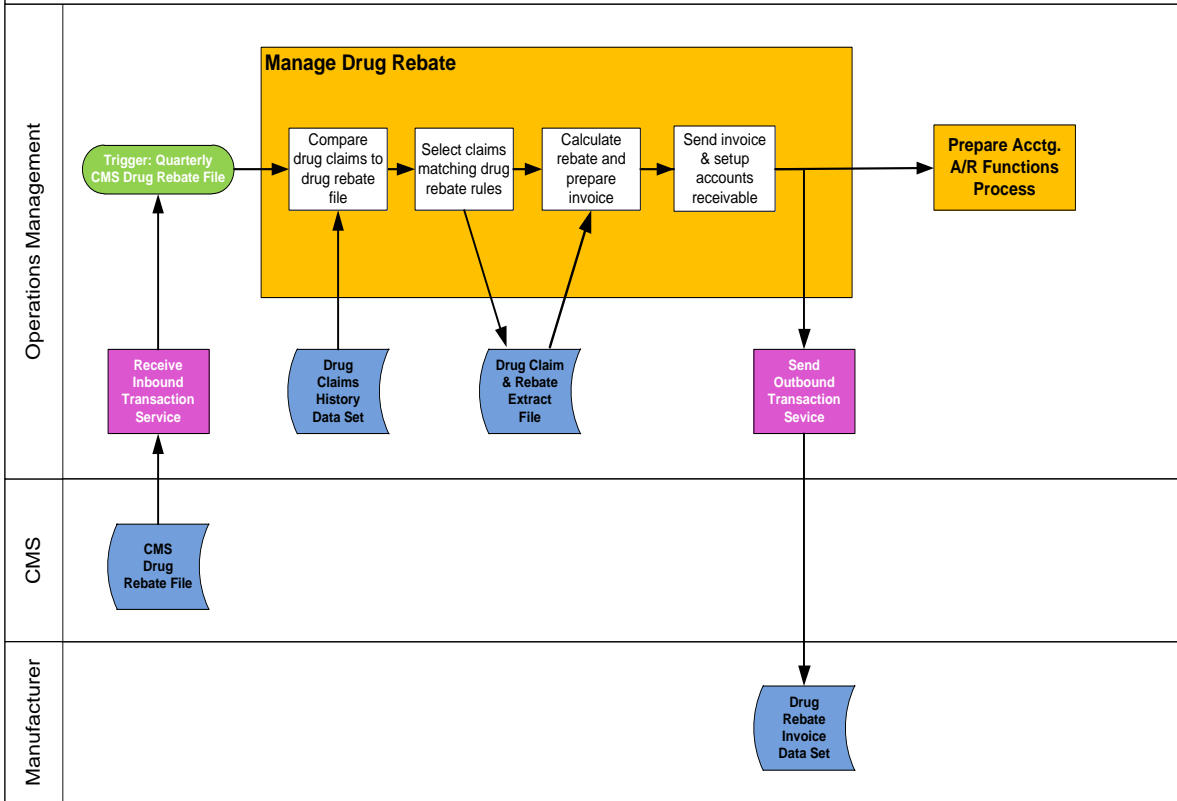 Operations Management
Manage Drug Rebate
Trigger: Quarterly
CMS Drug Rebate File
Compare
drug claims to
drug rebate
file
Select claims
matching drug
rebate rules
Calculate
rebate and
prepare
invoice
Send invoice
& setup
accounts
receivable
Prepare Acctg.
A/R Functions
Process
Receive
Inbound
Transaction
Service
Drug
Claims
History
Data Set
Drug Claim
& Rebate
Extract
File
Send
Outbound
Transaction
Sevice
CMS
CMS
Drug
Rebate File
Manufacturer
Drug
Rebate
Invoice
Data Set